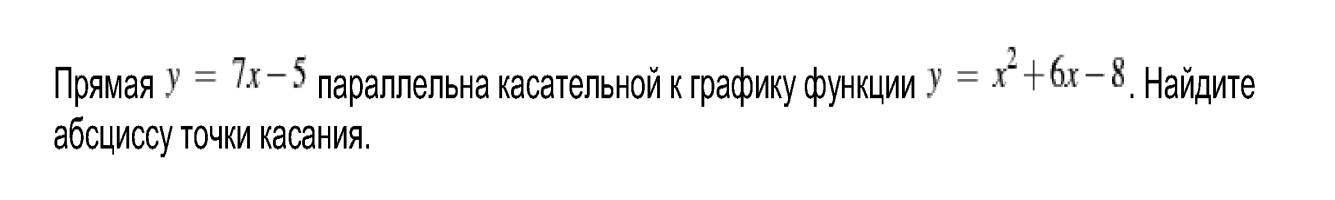 Прямая y = 7x − 5 параллельна касательной к графику функции y = x² + 6x − 8. Найдите
абсциссу точки касания.